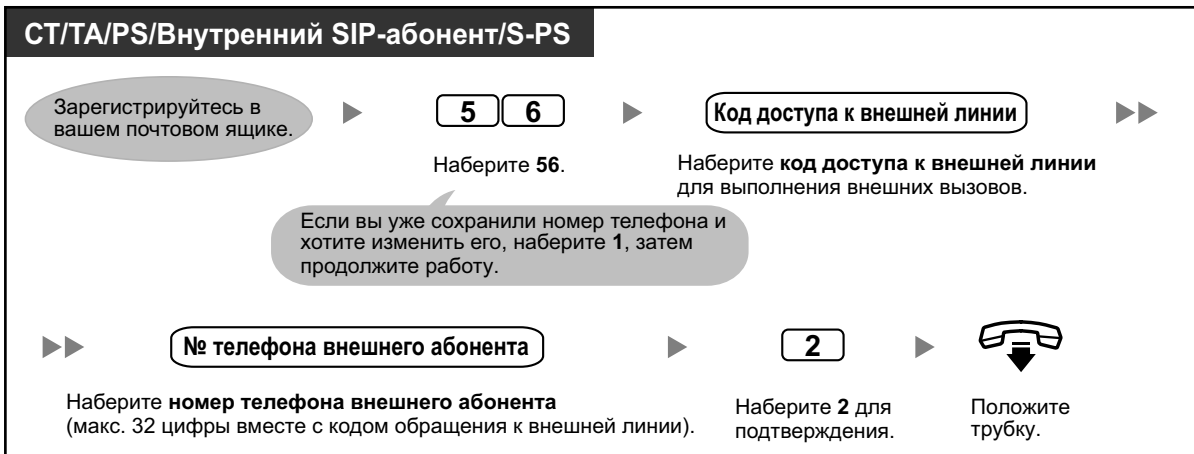 CT/TA/PS/Внутренний SIP-абонент/S-PS
Зарегистрируйтесь в
вашем почтовом ящике.
5 6
Код доступа к внешней линии
Наберите 56.
Наберите код доступа к внешней линии
для выполнения внешних вызовов.
Если вы уже сохранили номер телефона и
хотите изменить его, наберите 1, затем
продолжите работу.
№ телефона внешнего абонента
2
Наберите номер телефона внешнего абонента
(макс. 32 цифры вместе с кодом обращения к внешней линии).
Наберите 2 для
подтверждения.
Положите
трубку.